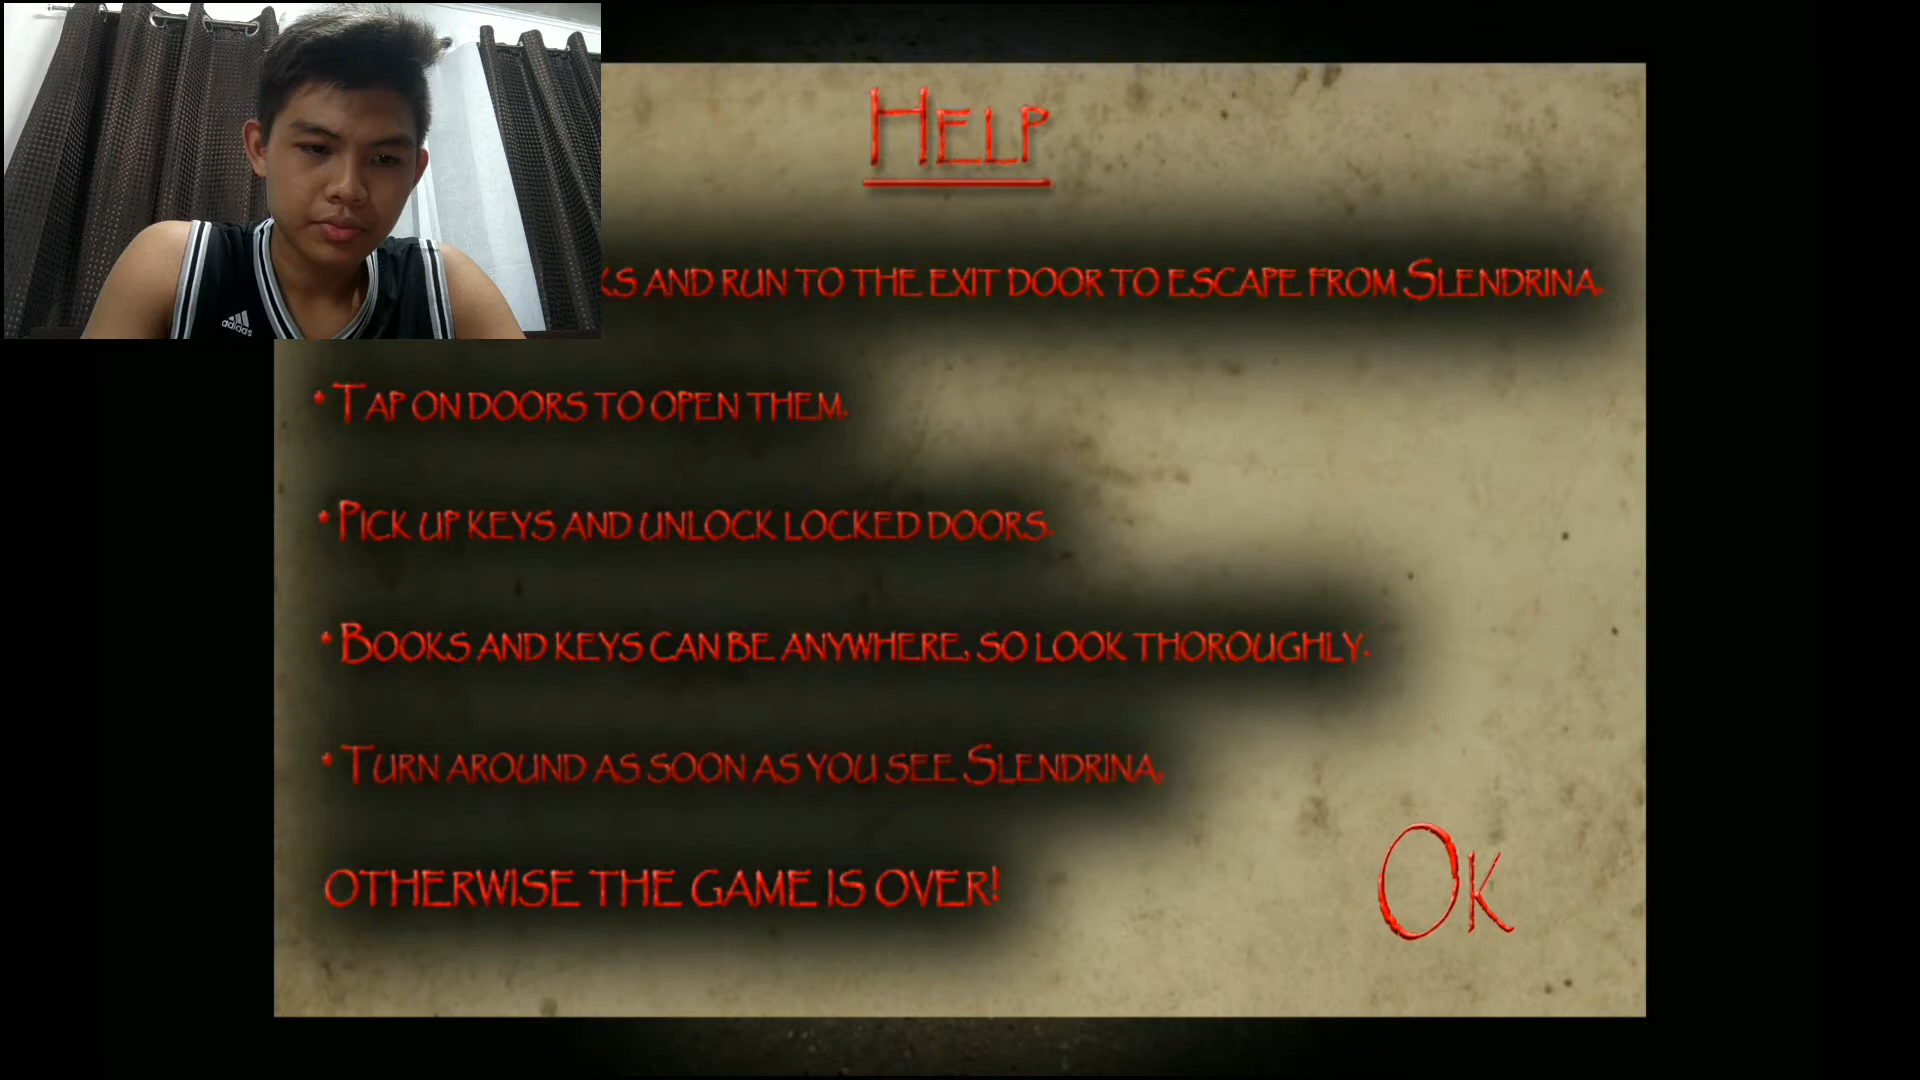 adidas
HELP
KS AND RUN TO THE EXIT DOOR TO ESCAPE FROM SLENDRINA.
* TAP ON DOORS TO OPEN THEM.
* PICK UP KEYS AND UNLOCK LOCKED DOORS.
* BOOKS AND KEYS CAN BE ANYWHERE, SO LOOK THOROUGHLY.
* TURN AROUND AS SOON AS YOU SEE SLENDRINA,
OTHERWISE THE GAME IS OVER!
OK